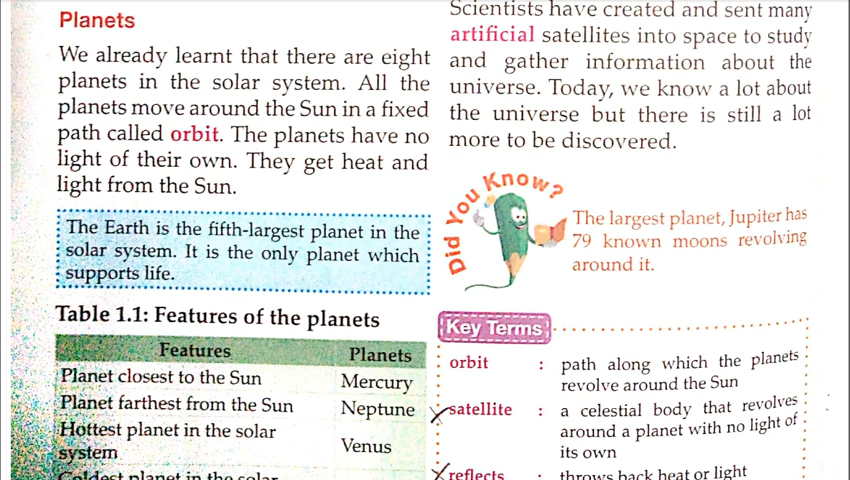 Planets
We already learnt that there are eight
planets in the solar system. All the
planets move around the Sun in a fixed
path called orbit. The planets have no
light of their own. They get heat and
light from the Sun.
The Earth is the fifth-largest planet in the
solar system. It is the only planet which
supports life.
Table 1.1: Features of the planets
Features Planets
Planet closest to the Sun Mercury
Planet farthest from the Sun Neptune
Hottest planet in the solar
system Venus
Coldest planet in the solar
Scientists have created and sent many
artificial satellites into space to study
and gather information about the
universe. Today, we know a lot about
the universe but there is still a lot
more to be discovered.
Did You Know?
The largest planet, Jupiter has
79 known moons revolving
around it.
Key Terms
orbit : path along which the planets
revolve around the Sun
satellite : a celestial body that revolves
around a planet with no light of
its own
reflects : throws back heat or light